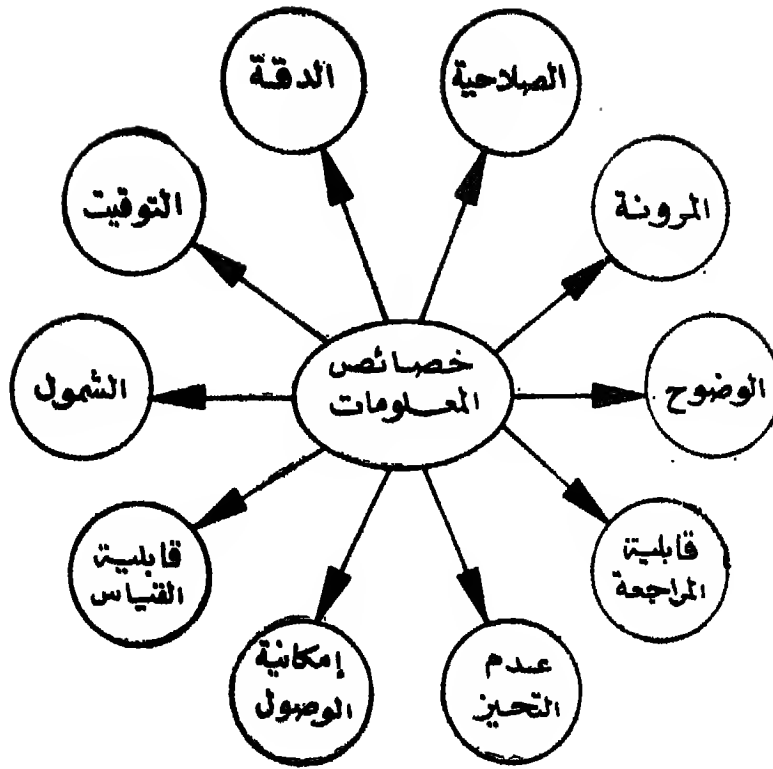 الصلاحية
الدقة
المرونة
التوقيت
خصائص
المعلومات
الوضوح
الشمول
قابلية
المراجعة
قابلية
القياس
عدم
التحيز
إمكانية
الوصول